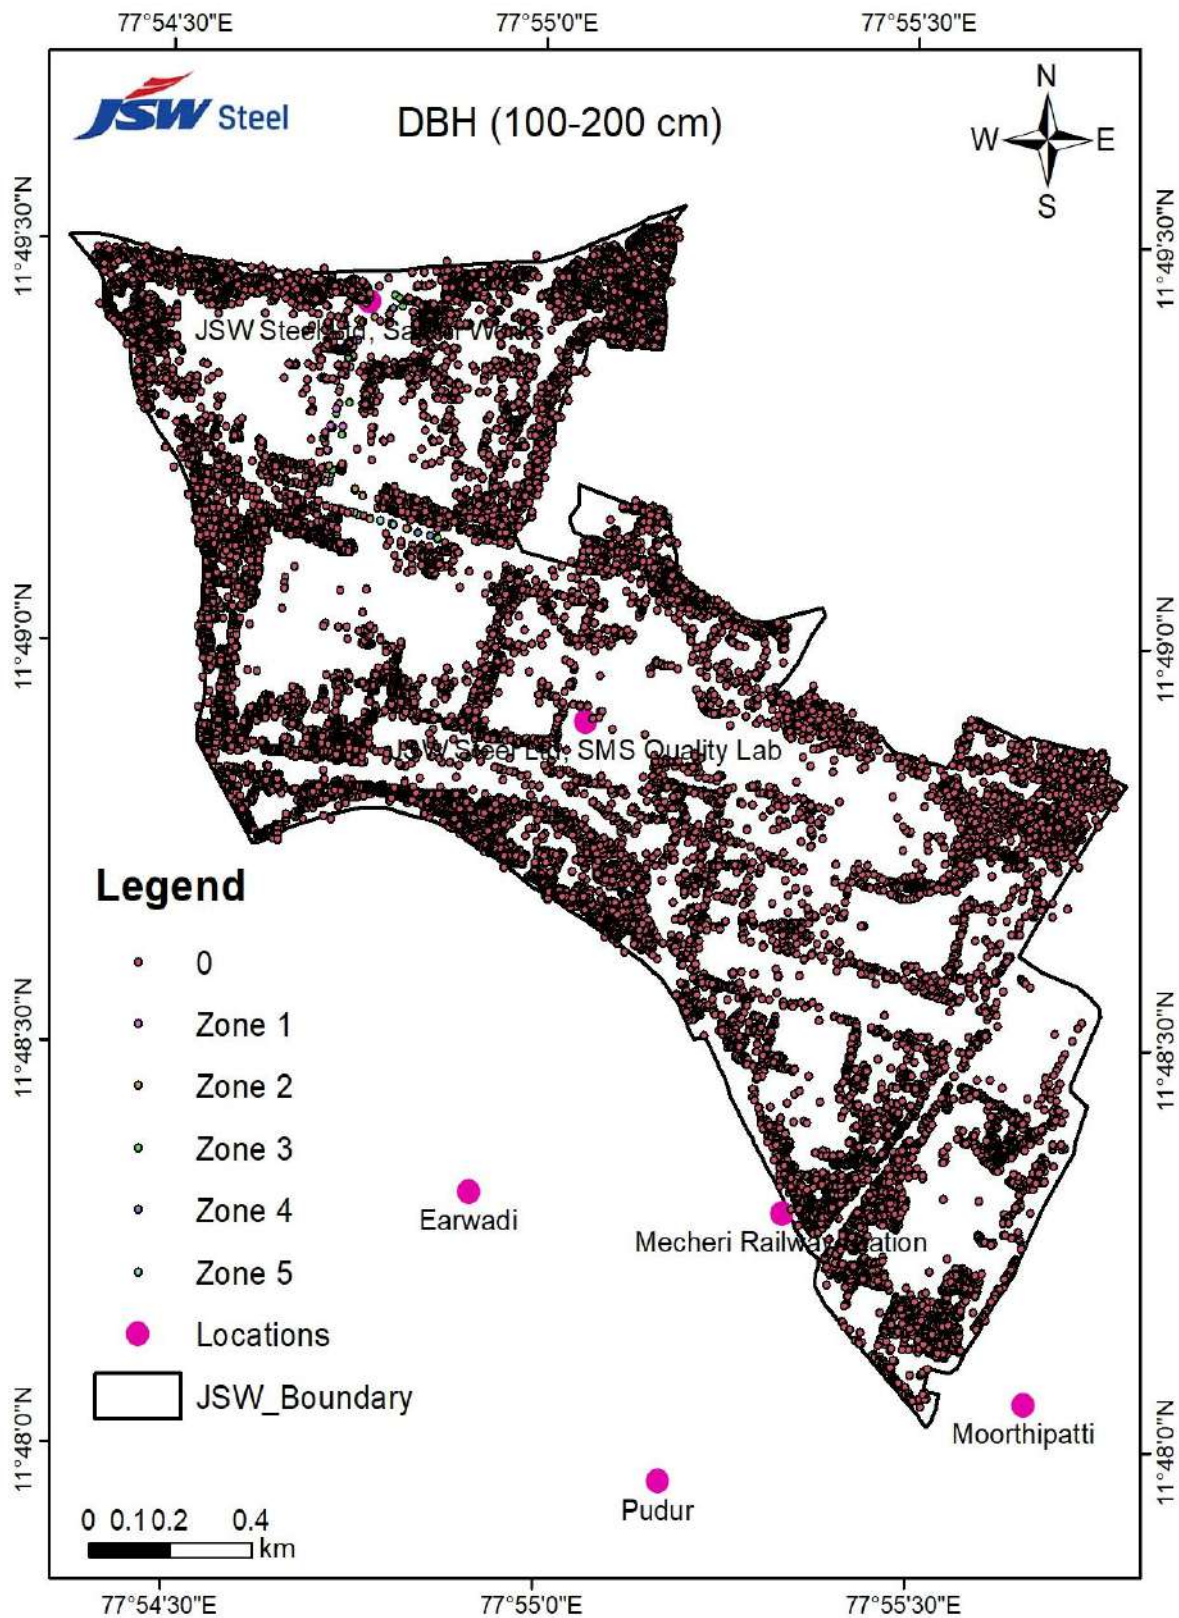 77°54'30"E 77°55'0"E 77°55'30"E
JSW Steel
DBH (100-200 cm)
N
W E
S
11°49'30"N
11°49'30"N
JSW Steel Ltd, Salem Works
11°49'0"N
11°49'0"N
JSW Steel Ltd, SMS Quality Lab
Legend
0
Zone 1
Zone 2
Zone 3
Zone 4
Zone 5
Locations
JSW_Boundary
11°48'30"N
11°48'30"N
Earwadi
Mecheri Railway Station
Moorthipatti
Pudur
11°48'0"N
11°48'0"N
0 0.1 0.2 0.4
km
77°54'30"E 77°55'0"E 77°55'30"E